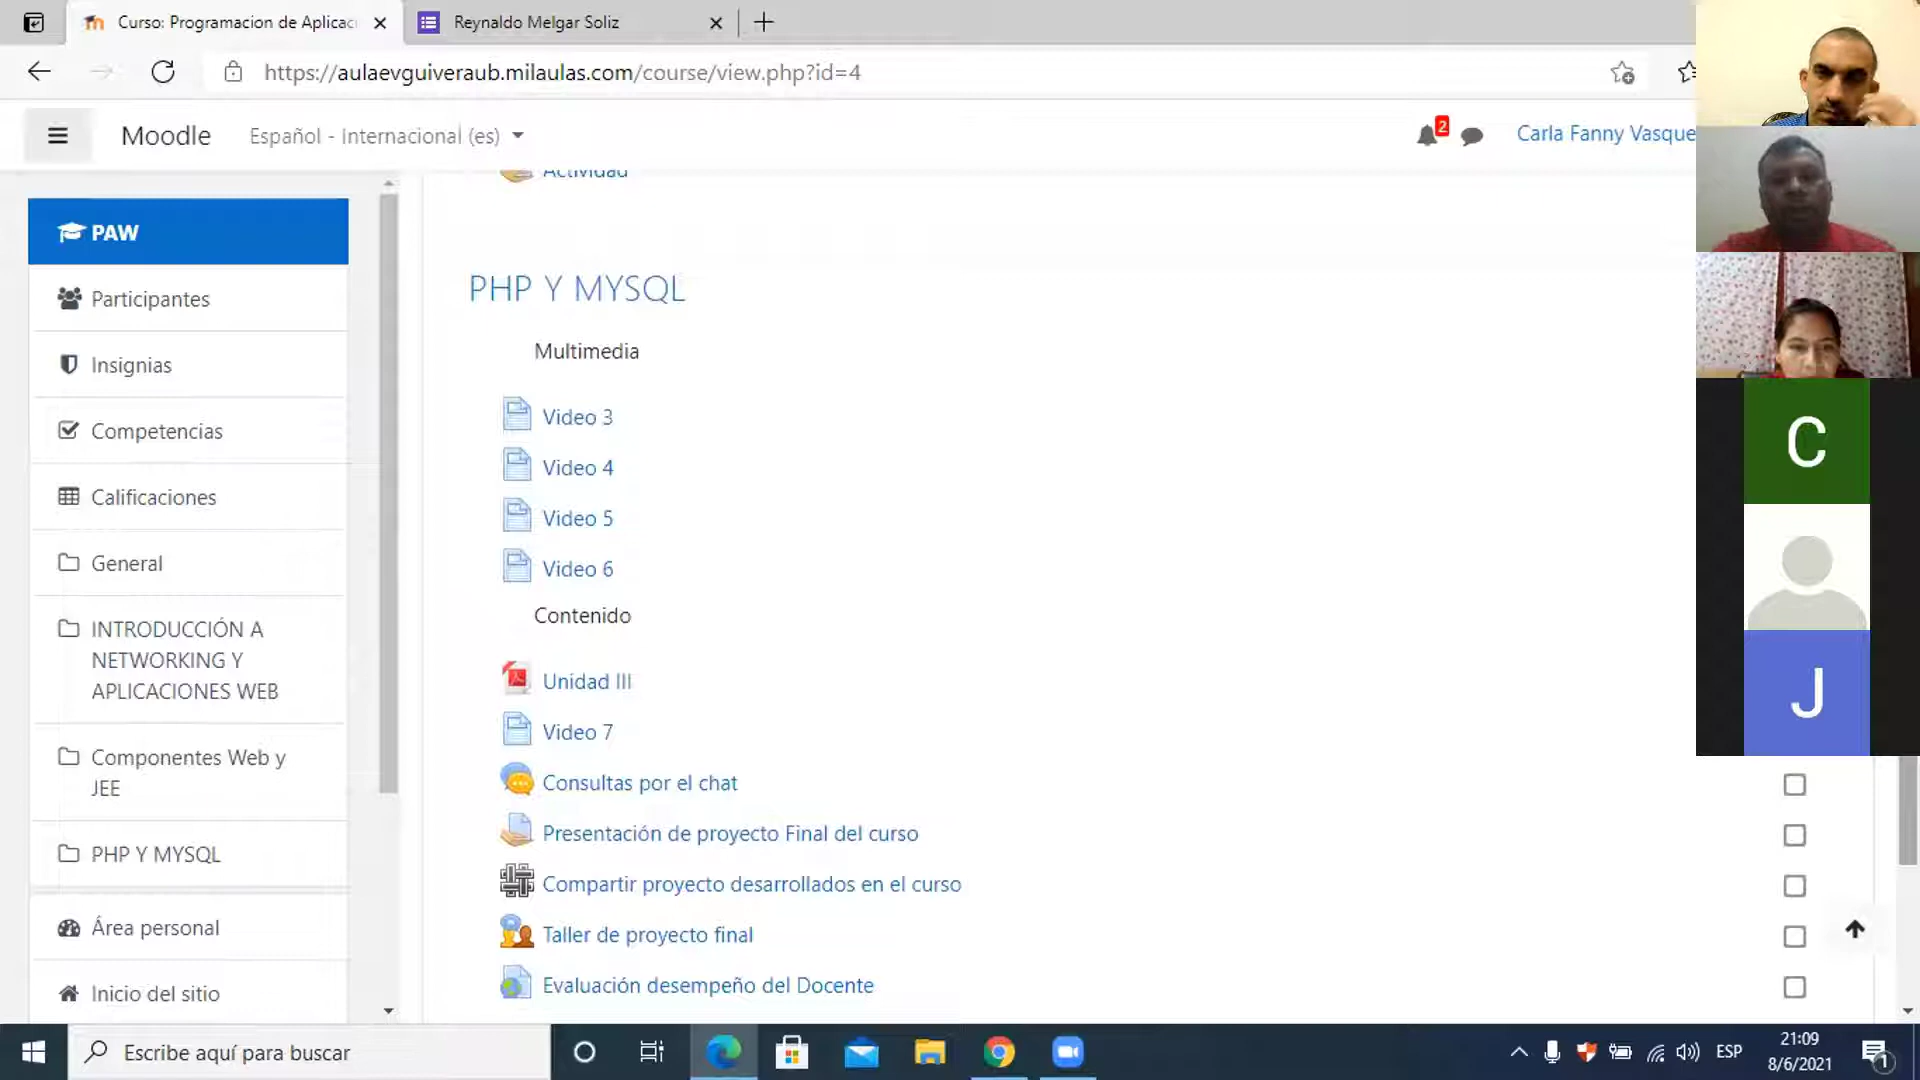 Curso: Programacion de Aplicac
Reynaldo Melgar Soliz
https://aulaevguiveraub.milaulas.com/course/view.php?id=4
Moodle
Español - Internacional (es)
2
Carla Fanny Vasque
Actividad
PAW
Participantes
Insignias
Competencias
Calificaciones
General
INTRODUCCIÓN A
NETWORKING Y
APLICACIONES WEB
Componentes Web y
JEE
PHP Y MYSQL
Área personal
Inicio del sitio
PHP Y MYSQL
Multimedia
Video 3
Video 4
Video 5
Video 6
Contenido
Unidad III
Video 7
Consultas por el chat
Presentación de proyecto Final del curso
Compartir proyecto desarrollados en el curso
Taller de proyecto final
Evaluación desempeño del Docente
C
J
Escribe aquí para buscar
ESP
21:09
8/6/2021
1